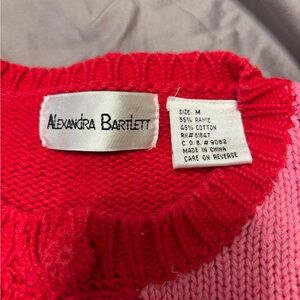 ALEXANDRA BARTLETT
SIZE: M
55% RAMIE
45% COTTON
RN# 61847
C.O.B. # 9082
MADE IN CHINA
CARE ON REVERSE